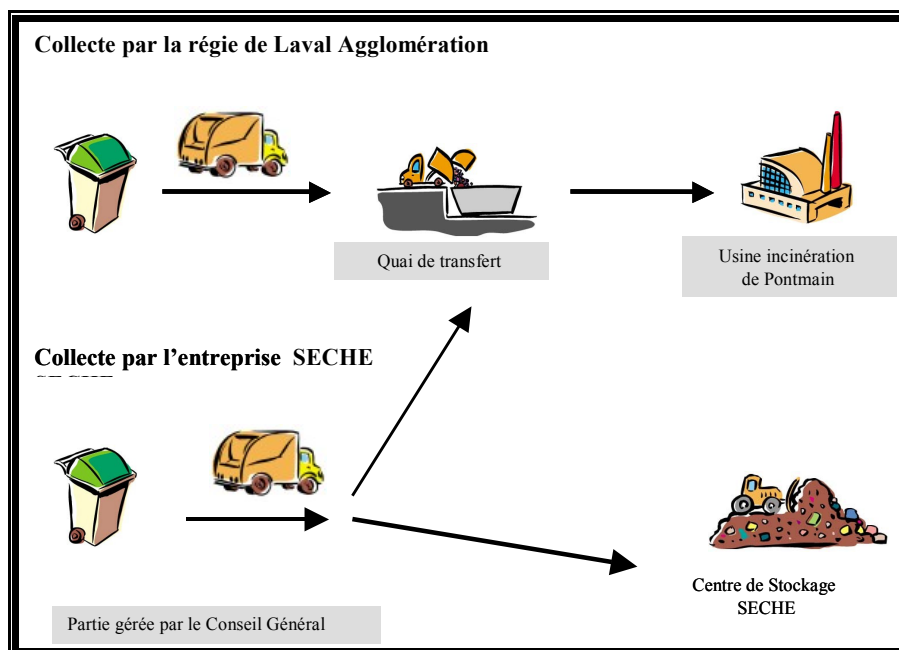 Collecte par la régie de Laval Agglomération
Quai de transfert
Usine incinération
de Pontmain
Collecte par l’entreprise SECHE
SECHE
Centre de Stockage
SECHE
Partie gérée par le Conseil Général